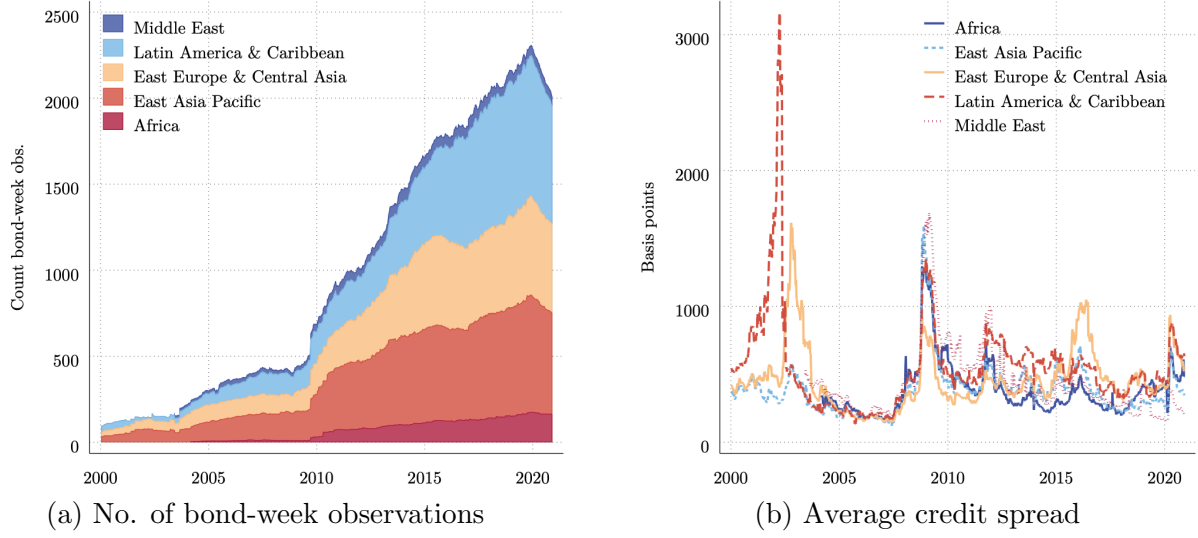 2500
2000
1500
1000
500
0
Count bond-week obs.
Middle East
Latin America & Caribbean
East Europe & Central Asia
East Asia Pacific
Africa
2000 2005 2010 2015 2020
(a) No. of bond-week observations
3000
2000
1000
0
Basis points
Africa
East Asia Pacific
East Europe & Central Asia
Latin America & Caribbean
Middle East
2000 2005 2010 2015 2020
(b) Average credit spread